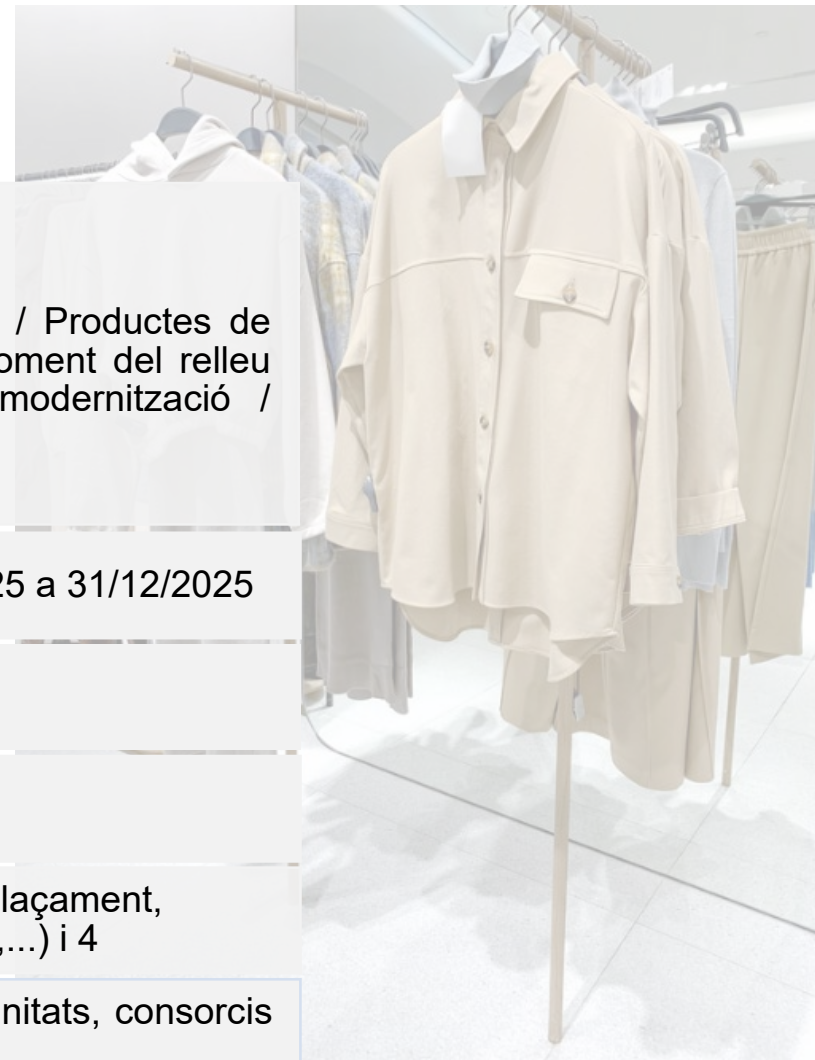 / Productes de
oment del relleu
modernització /
25 a 31/12/2025
laçament,
,...) i 4
nitats, consorcis